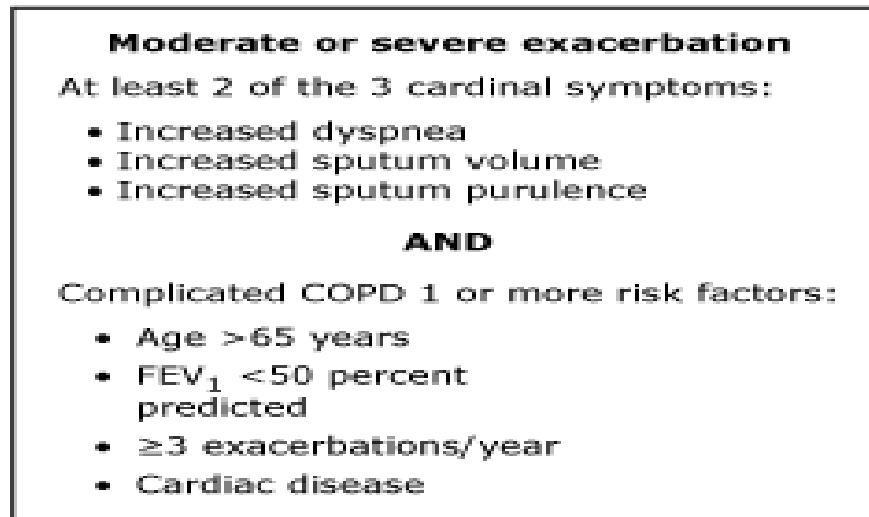 Moderate or severe exacerbation
At least 2 of the 3 cardinal symptoms:
• Increased dyspnea
• Increased sputum volume
• Increased sputum purulence
AND
Complicated COPD 1 or more risk factors:
• Age >65 years
• FEV₁ <50 percent
predicted
• ≥3 exacerbations/year
• Cardiac disease